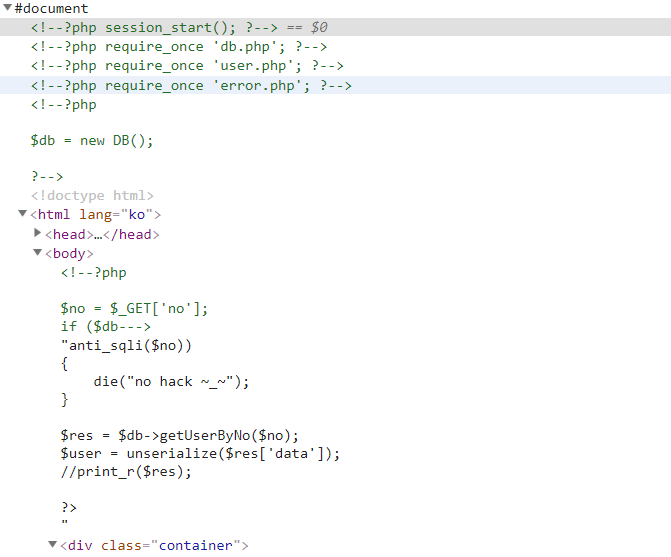 #document
<!--?php session_start(); ?--> == $0
<!--?php require_once 'db.php'; ?-->
<!--?php require_once 'user.php'; ?-->
<!--?php require_once 'error.php'; ?-->
<!--?php
$db = new DB();
?-->
<!doctype html>
<html lang="ko">
<head>…</head>
<body>
<!--?php
$no = $_GET['no'];
if ($db--->
"anti_sqli($no))
{
die("no hack ~_~");
}
$res = $db->getUserByNo($no);
$user = unserialize($res['data']);
//print_r($res);
?>
"
<div class="container">